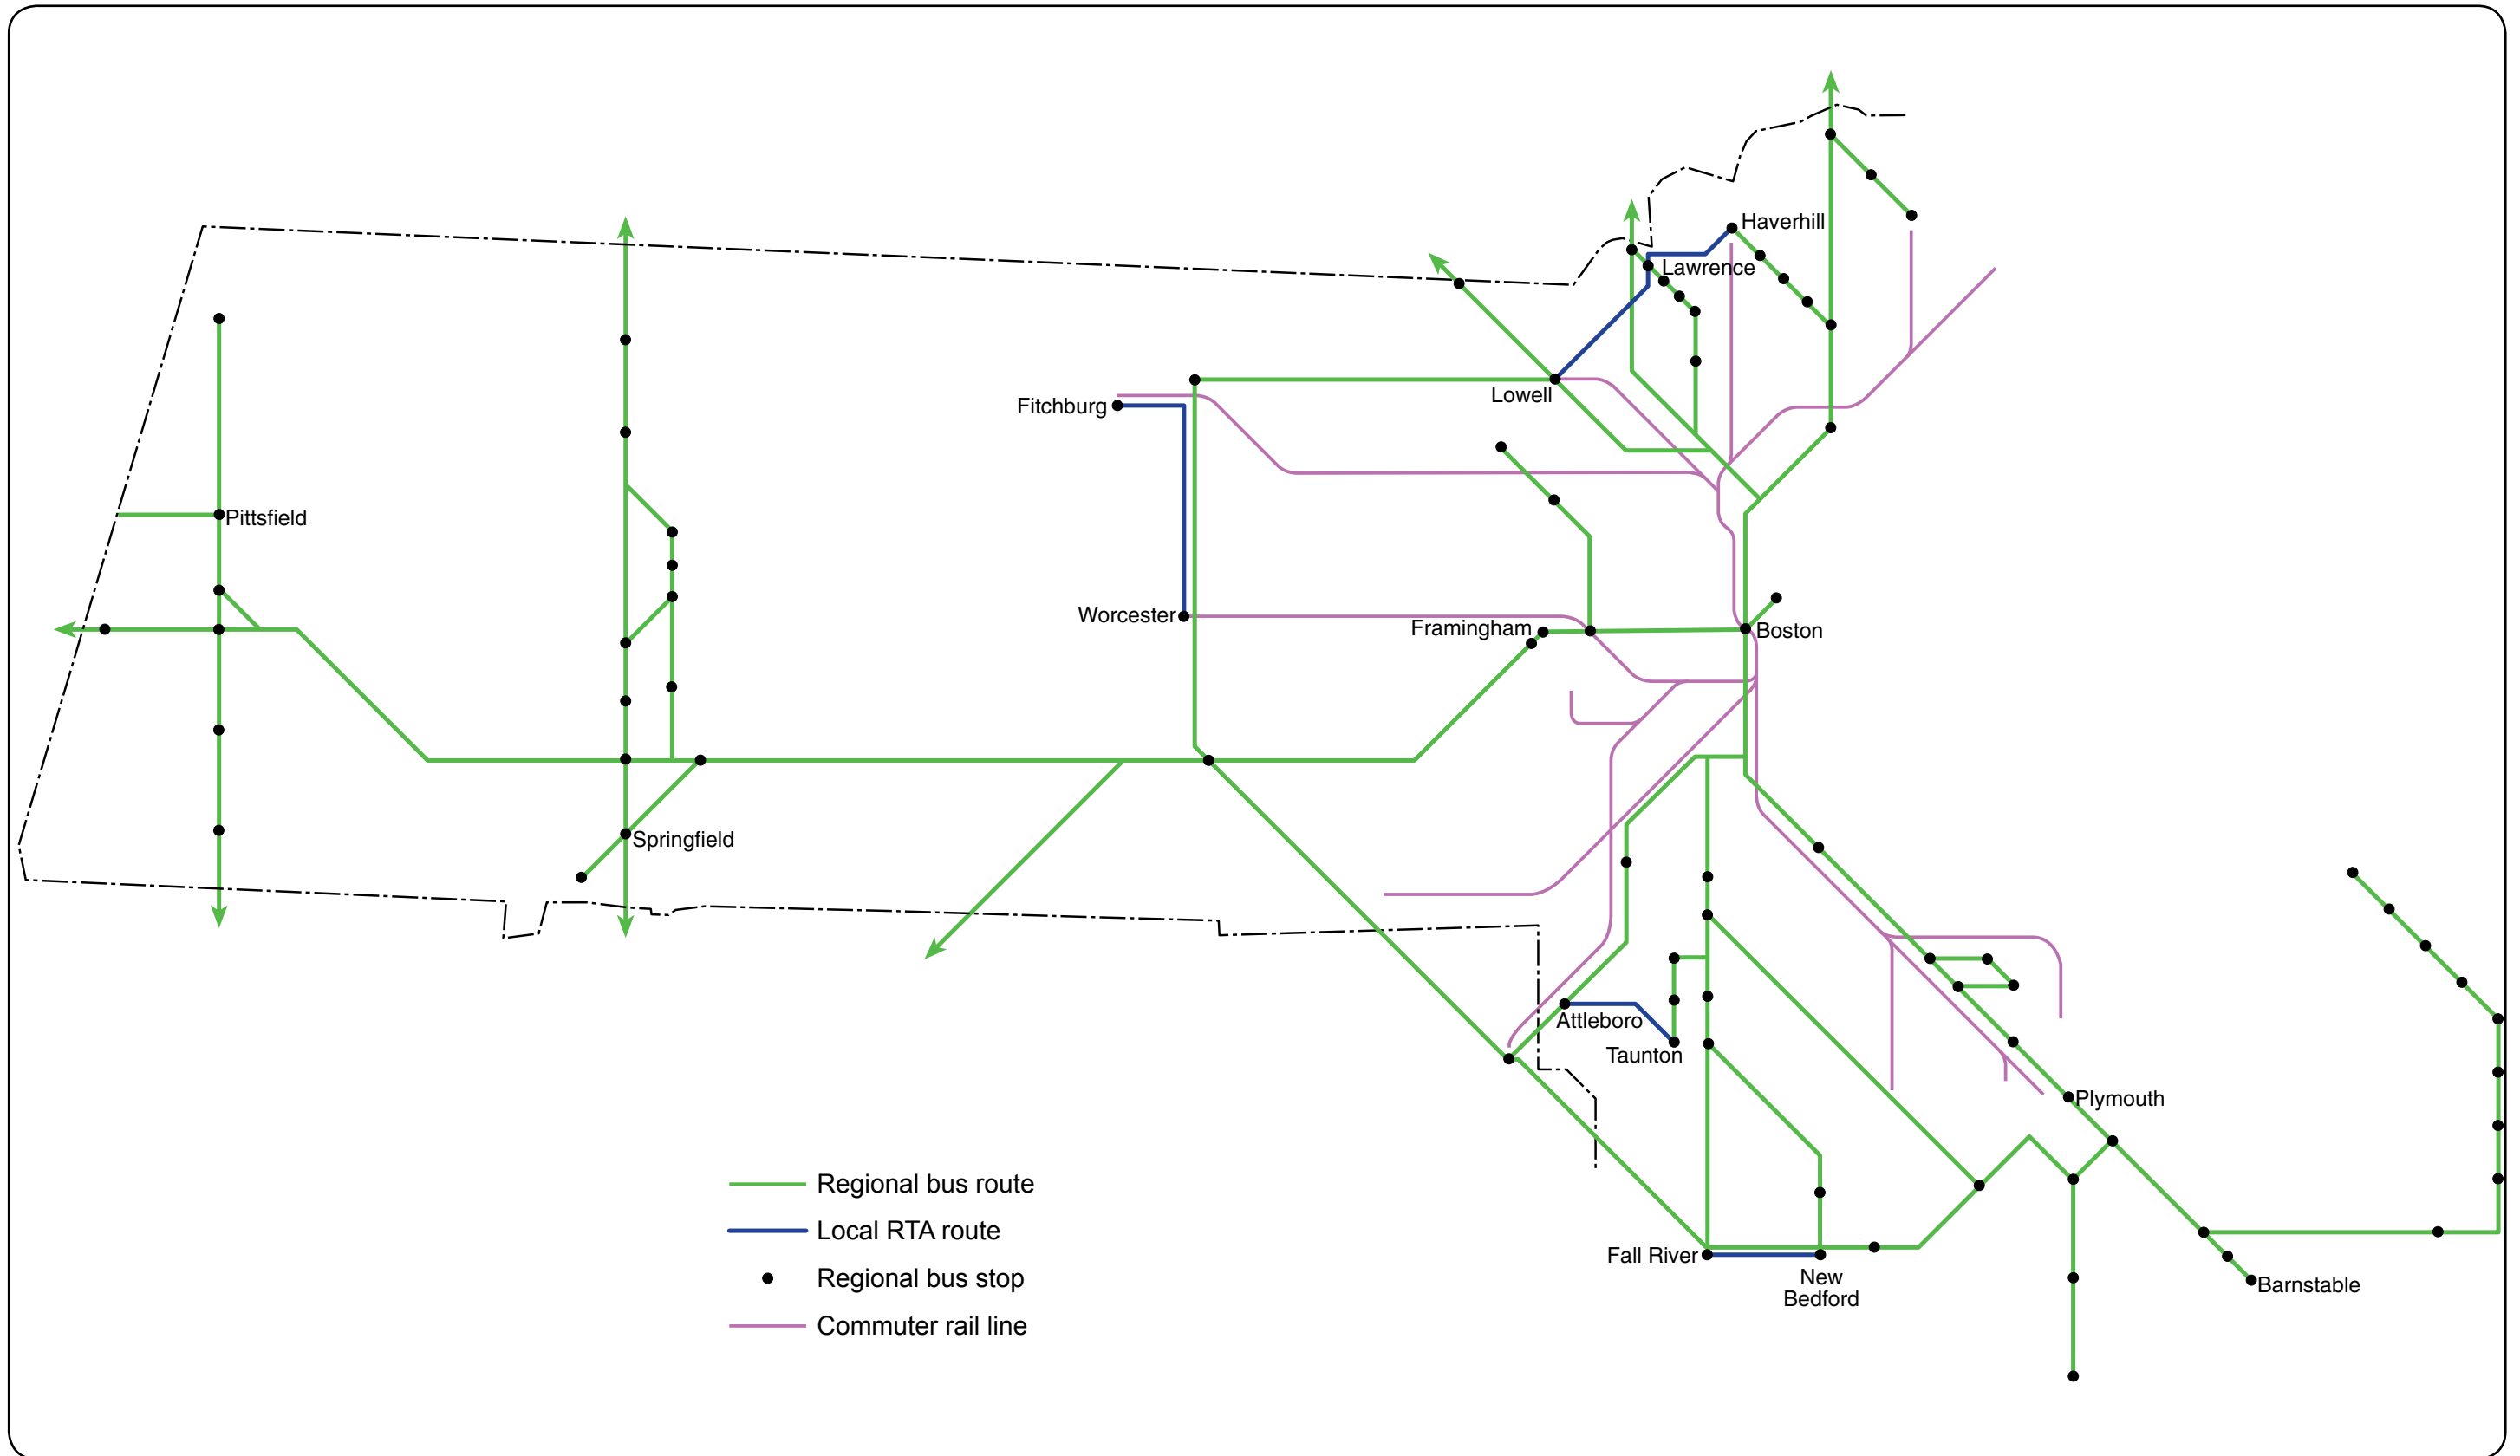 Haverhill
Lawrence
Lowell
Fitchburg
Pittsfield
Worcester
Framingham
Boston
Springfield
Attleboro
Taunton
Plymouth
Fall River
New
Bedford
Barnstable
Regional bus route
Local RTA route
Regional bus stop
Commuter rail line